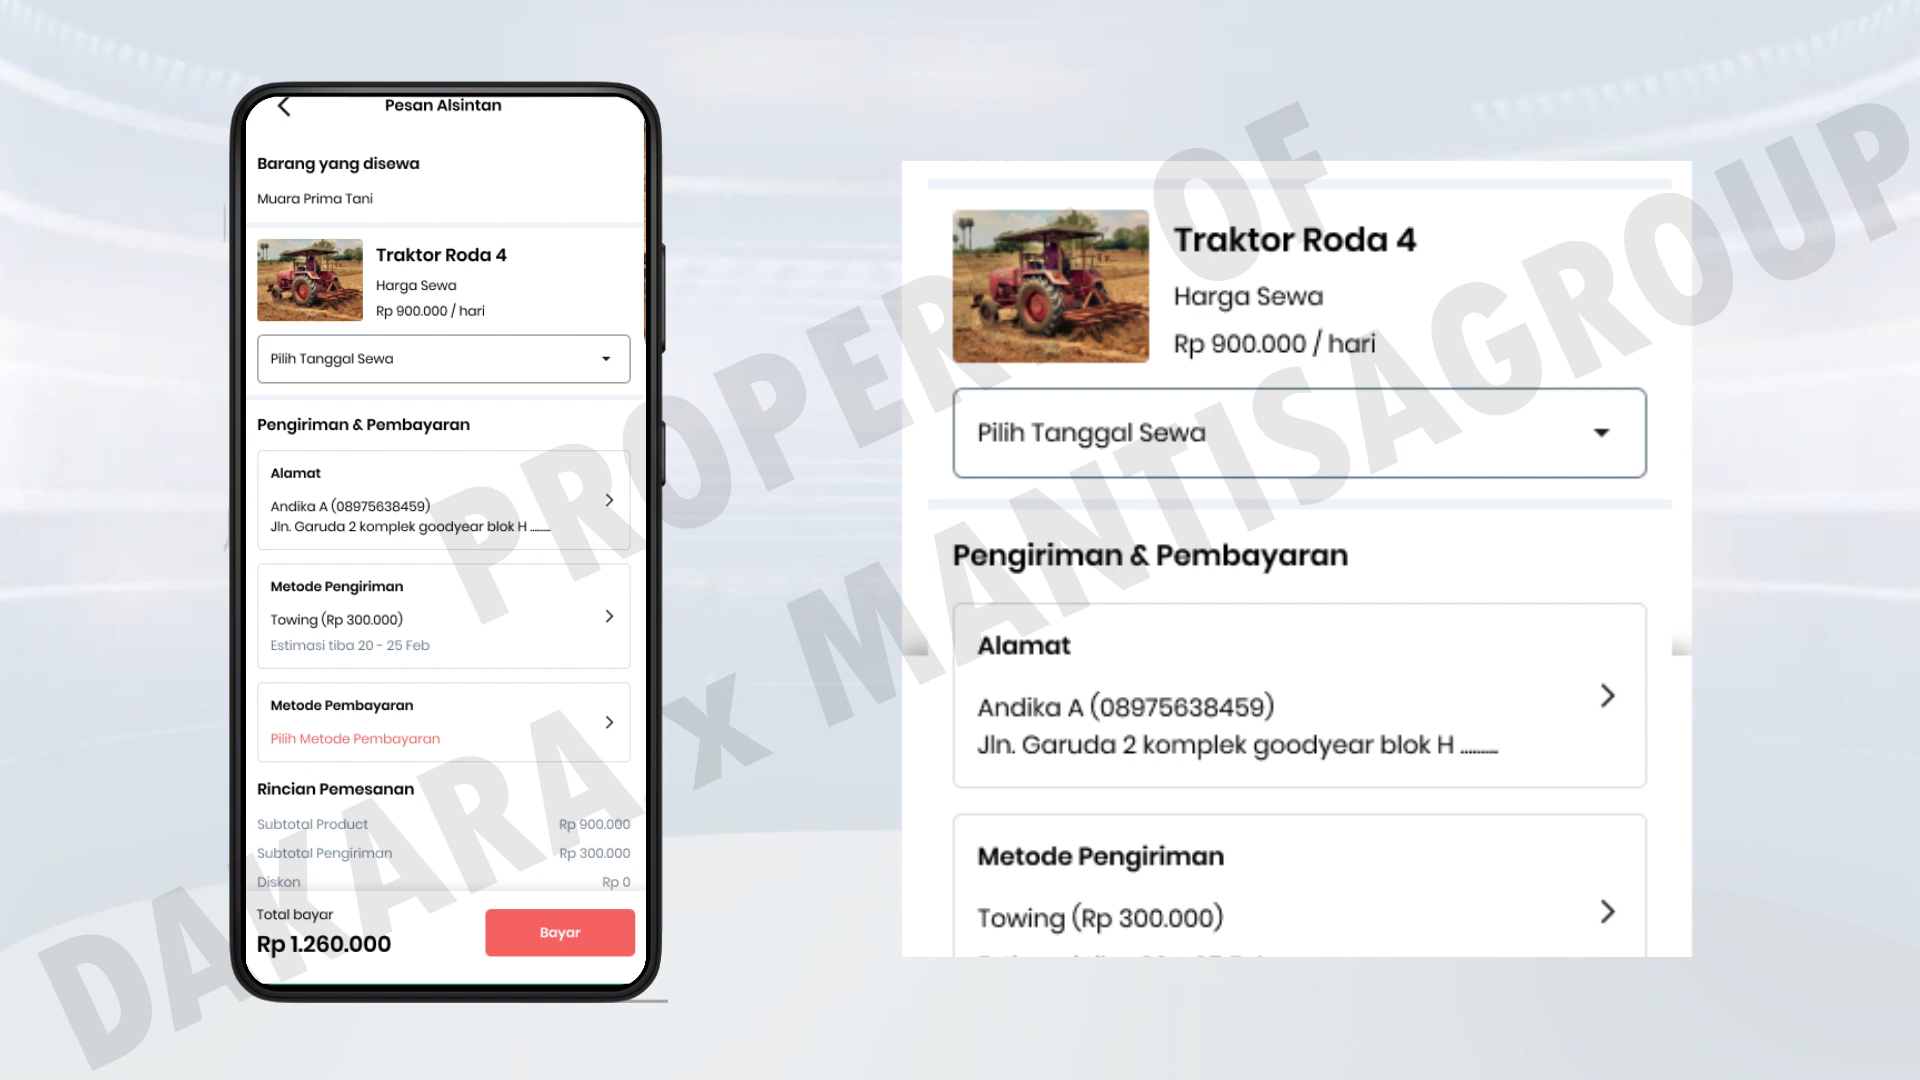 Pesan Alsintan
Barang yang disewa
Muara Prima Tani
Traktor Roda 4
Harga Sewa
Rp 900.000 / hari
Pilih Tanggal Sewa
Pengiriman & Pembayaran
Alamat
Andika A (08975638459)
Jln. Garuda 2 komplek goodyear blok H .........
Metode Pengiriman
Towing (Rp 300.000)
Estimasi tiba 20 - 25 Feb
Metode Pembayaran
Pilih Metode Pembayaran
Rincian Pemesanan
Subtotal Product Rp 900.000
Subtotal Pengiriman Rp 300.000
Diskon Rp 0
Total bayar
Rp 1.260.000
Bayar
Traktor Roda 4
Harga Sewa
Rp 900.000 / hari
Pilih Tanggal Sewa
Pengiriman & Pembayaran
Alamat
Andika A (08975638459)
Jln. Garuda 2 komplek goodyear blok H .........
Metode Pengiriman
Towing (Rp 300.000)
PROPERTY OF
DAKARA x MANTISAGROUP